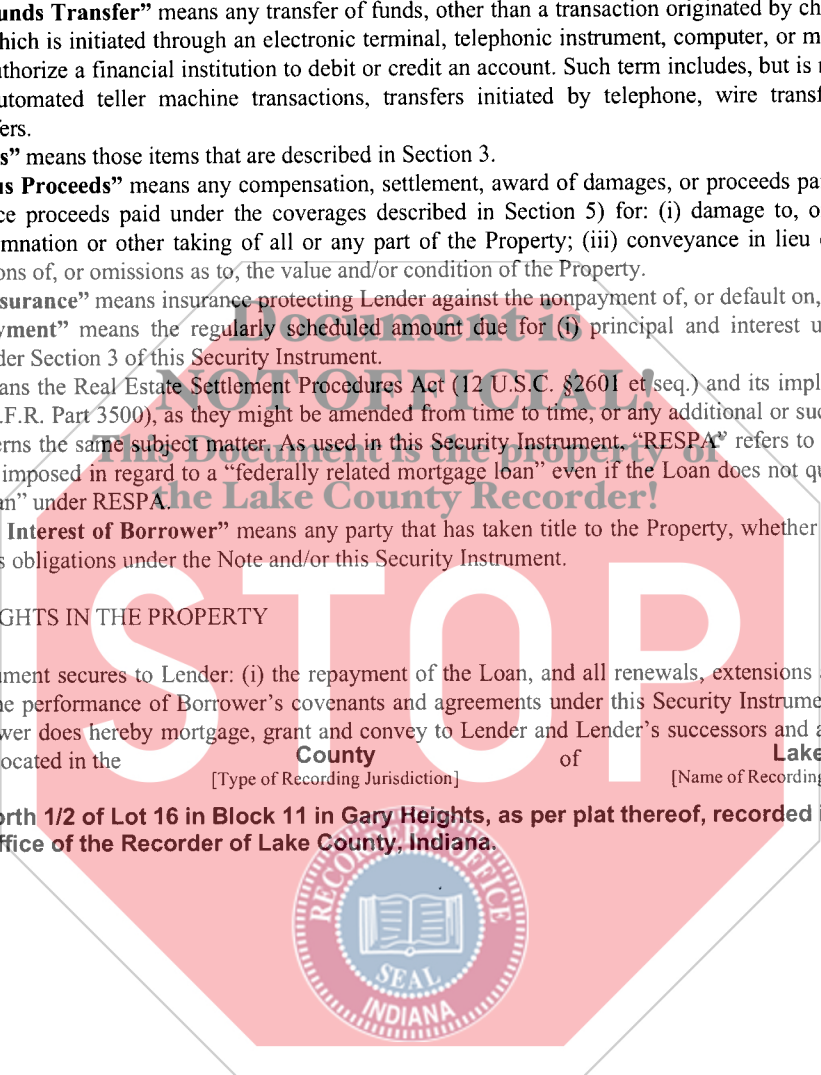 unds Transfer” means any transfer of funds, other than a transaction originated by ch
hich is initiated through an electronic terminal, telephonic instrument, computer, or m
uthorize a financial institution to debit or credit an account. Such term includes, but is
utomated teller machine transactions, transfers initiated by telephone, wire transf
fers.
s” means those items that are described in Section 3.
us Proceeds” means any compensation, settlement, award of damages, or proceeds pa
ce proceeds paid under the coverages described in Section 5) for: (i) damage to, o
mnation or other taking of all or any part of the Property; (iii) conveyance in lieu
ons of, or omissions as to, the value and/or condition of the Property.
surance” means insurance protecting Lender against the nonpayment of, or default on,
Document is
yment” means the regularly scheduled amount due for (i) principal and interest u
der Section 3 of this Security Instrument.
NOT OFFICIAL!
ans the Real Estate Settlement Procedures Act (12 U.S.C. §2601 et seq.) and its impl
.F.R. Part 3500), as they might be amended from time to time, or any additional or suc
This Document is the property of
erns the same subject matter. As used in this Security Instrument, “RESPA” refers to
imposed in regard to a “federally related mortgage loan” even if the Loan does not qu
the Lake County Recorder!
an” under RESPA.
Interest of Borrower” means any party that has taken title to the Property, whether
s obligations under the Note and/or this Security Instrument.
STOP
GHTS IN THE PROPERTY
ument secures to Lender: (i) the repayment of the Loan, and all renewals, extensions
he performance of Borrower’s covenants and agreements under this Security Instrume
wer does hereby mortgage, grant and convey to Lender and Lender’s successors and a
ocated in the County of Lake
[Type of Recording Jurisdiction] [Name of Recording
orth 1/2 of Lot 16 in Block 11 in Gary Heights, as per plat thereof, recorded i
ffice of the Recorder of Lake County, Indiana.
RECORDER'S OFFICE
SEAL
INDIANA